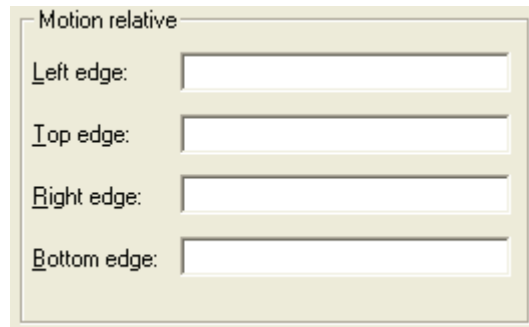 Motion relative
Left edge:
Top edge:
Right edge:
Bottom edge: